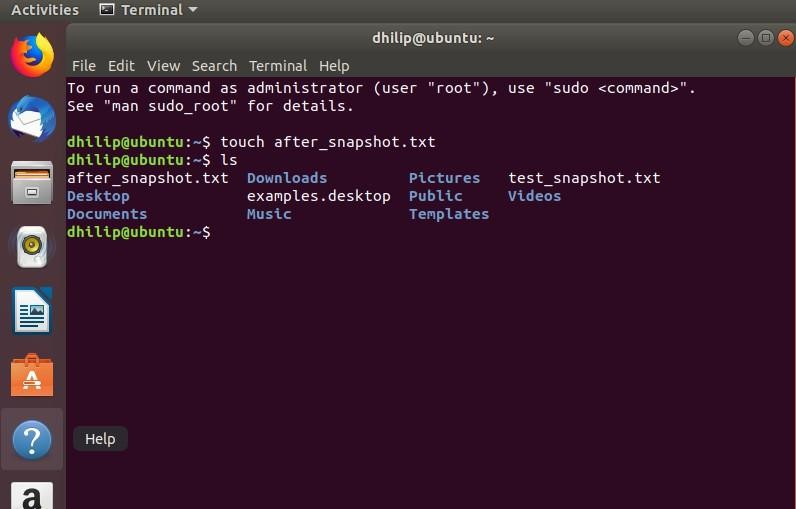 Activities Terminal
dhilip@ubuntu: ~
File Edit View Search Terminal Help
To run a command as administrator (user "root"), use "sudo <command>".
See "man sudo_root" for details.
dhilip@ubuntu:~$ touch after_snapshot.txt
dhilip@ubuntu:~$ ls
after_snapshot.txt Downloads Pictures test_snapshot.txt
Desktop examples.desktop Public Videos
Documents Music Templates
dhilip@ubuntu:~$
Help
a